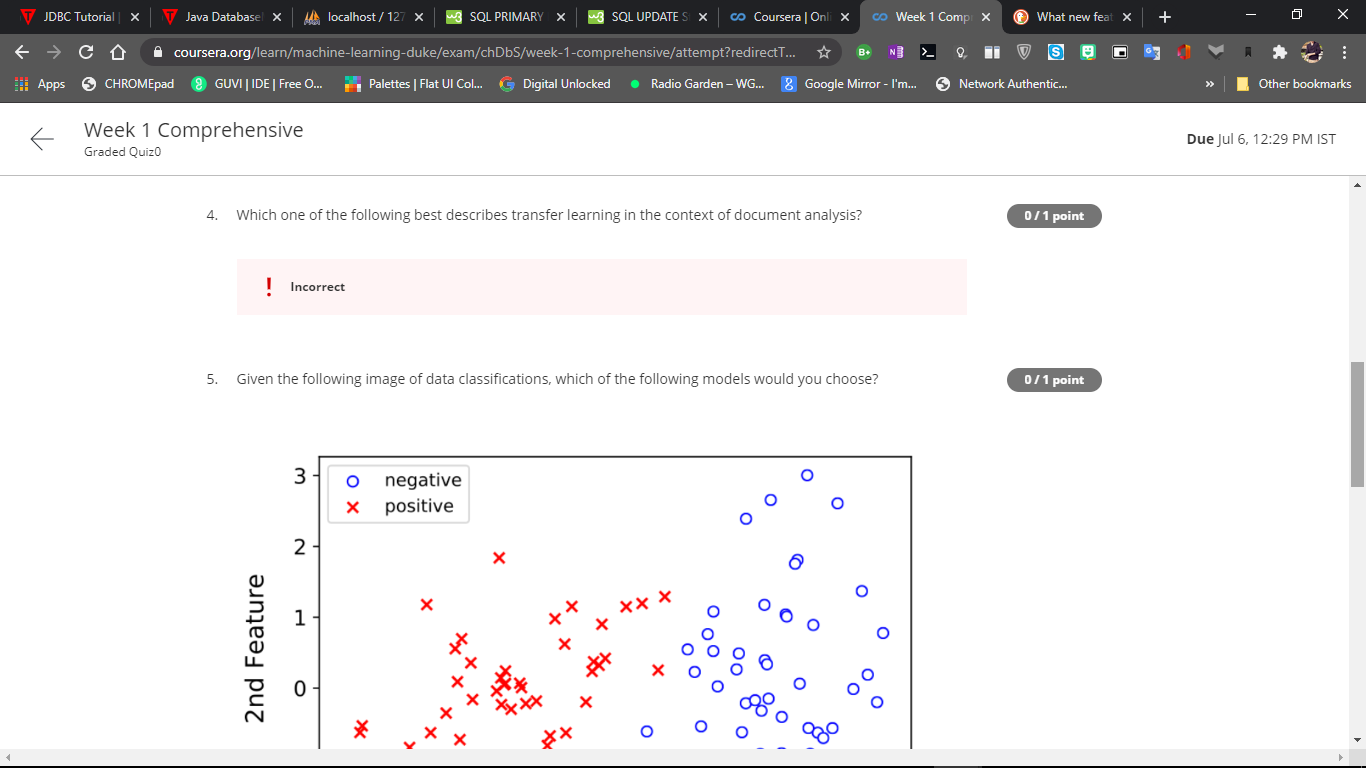 JDBC Tutorial
Java Database
localhost / 127
SQL PRIMARY
SQL UPDATE S
Coursera | Onli
Week 1 Comp
What new feat
coursera.org/learn/machine-learning-duke/exam/chDbS/week-1-comprehensive/attempt?redirectT...
Apps
CHROMEpad
GUVI | IDE | Free O...
Palettes | Flat UI Col...
Digital Unlocked
Radio Garden – WG...
Google Mirror - I'm...
Network Authentic...
»
Other bookmarks
Week 1 Comprehensive
Graded Quiz0
Due Jul 6, 12:29 PM IST
4. Which one of the following best describes transfer learning in the context of document analysis?
0 / 1 point
! Incorrect
5. Given the following image of data classifications, which of the following models would you choose?
0 / 1 point
negative
positive
3
2
1
0
2nd Feature